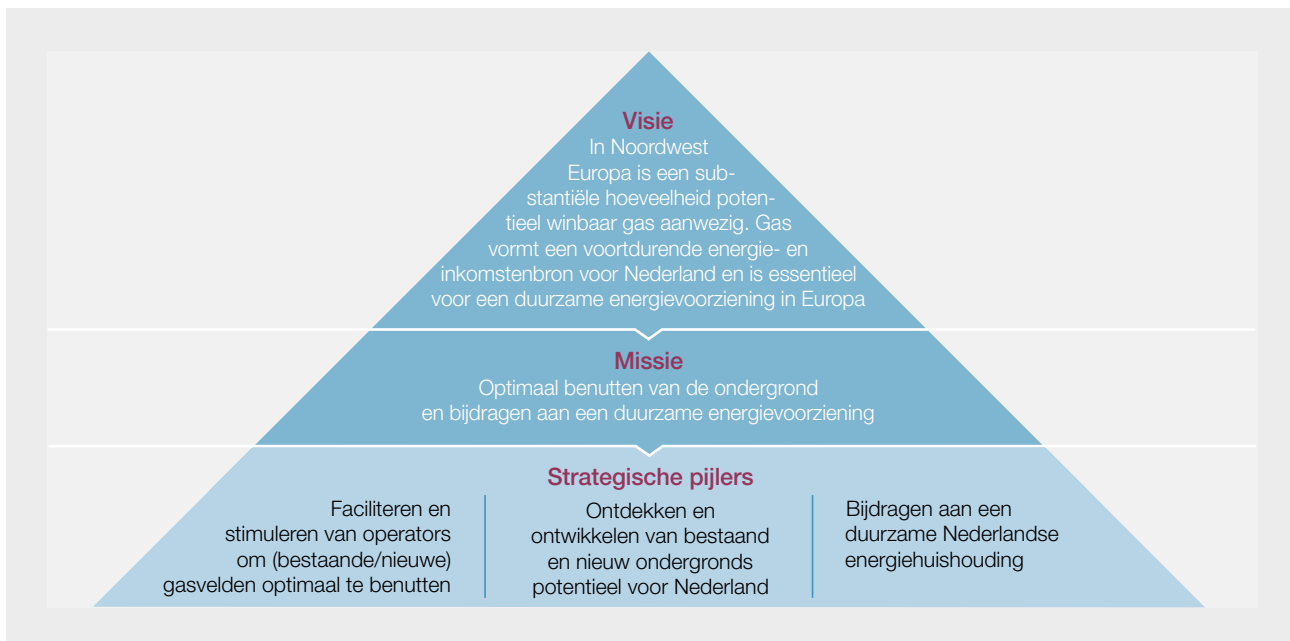 Visie
In Noordwest
Europa is een sub-
stantiële hoeveelheid poten-
tieel winbaar gas aanwezig. Gas
vormt een voortdurende energie- en
inkomstenbron voor Nederland en is essentieel
voor een duurzame energievoorziening in Europa
Missie
Optimaal benutten van de ondergrond
en bijdragen aan een duurzame energievoorziening
Strategische pijlers
Faciliteren en
stimuleren van operators
om (bestaande/nieuwe)
gasvelden optimaal te benutten
Ontdekken en
ontwikkelen van bestaand
en nieuw ondergronds
potentieel voor Nederland
Bijdragen aan een
duurzame Nederlandse
energiehuishouding